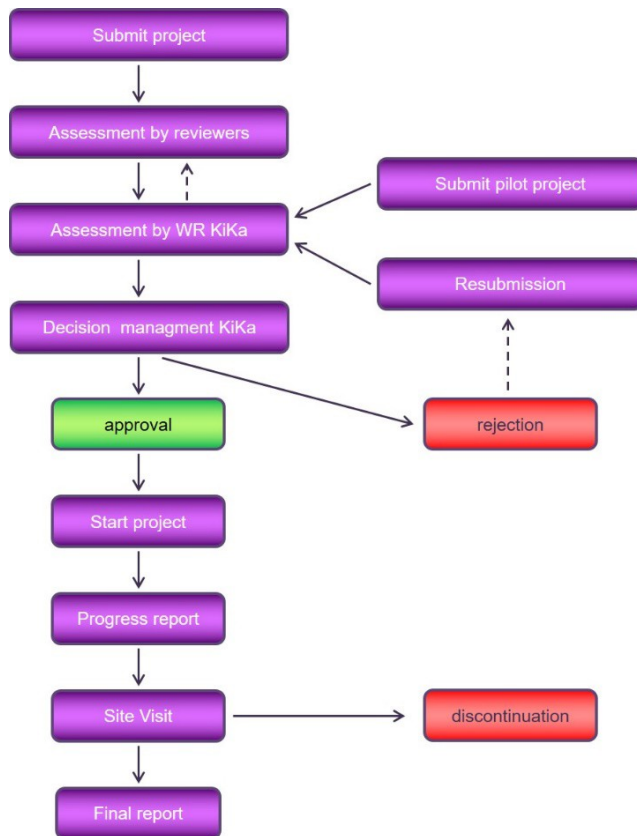 Submit project
Assessment by reviewers
Submit pilot project
Assessment by WR KiKa
Resubmission
Decision managment KiKa
approval
rejection
Start project
Progress report
Site Visit
discontinuation
Final report